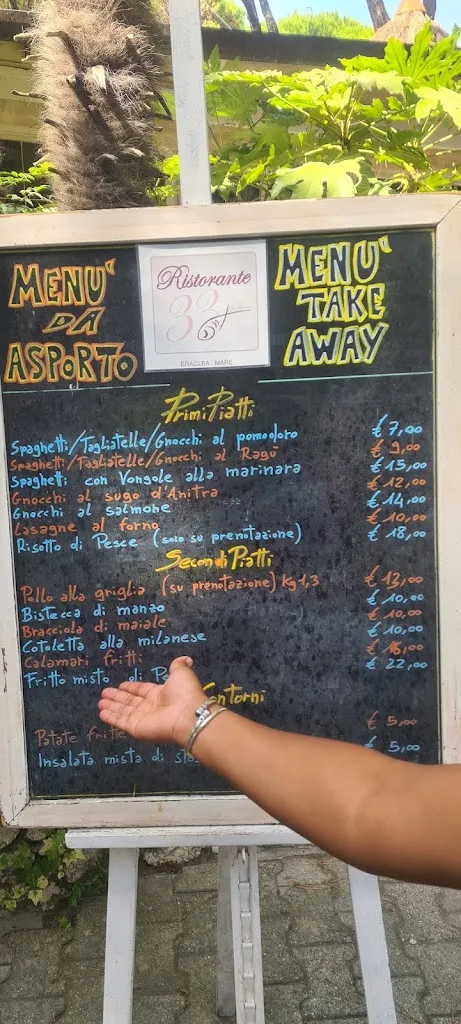 MENU' DA ASPORTO
Ristorante
33
ERACLEA MARE
MENU' TAKE AWAY
Primi Piatti
Spaghetti/Tagliatelle/Gnocchi al pomodoro € 7,00
Spaghetti/Tagliatelle/Gnocchi al Ragù € 9,00
Spaghetti con Vongole alla marinara € 15,00
Gnocchi al sugo d'Anitra € 12,00
Gnocchi al salmone € 14,00
Lasagne al forno € 10,00
Risotto di Pesce (solo su prenotazione) € 18,00
Secondi Piatti
Pollo alla griglia (su prenotazione) Kg 1,3 € 13,00
Bistecca di manzo € 10,00
Bracciola di maiale € 10,00
Cotoletta alla milanese € 10,00
Calamari fritti € 16,00
Fritto misto di Pe € 22,00
ontorni
Patate fritte € 5,00
Insalata mista di € 5,00